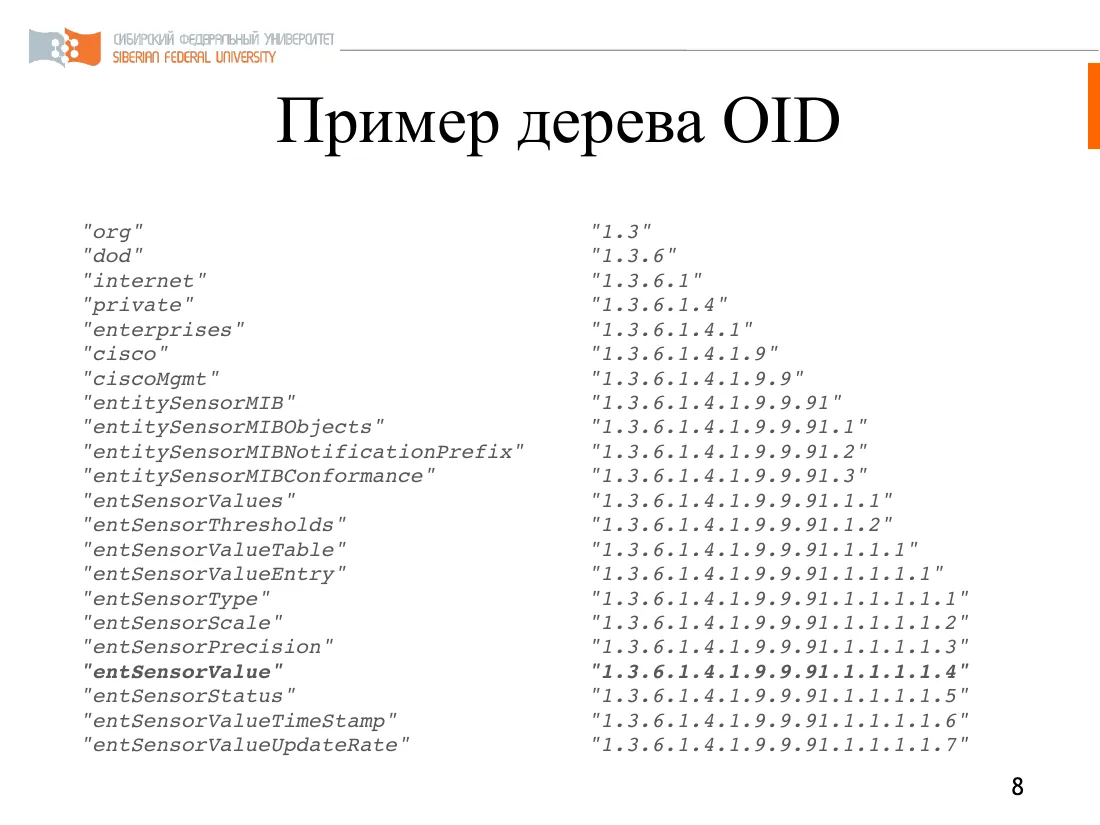 СИБИРСКИЙ ФЕДЕРАЛЬНЫЙ УНИВЕРСИТЕТ
SIBERIAN FEDERAL UNIVERSITY
Пример дерева OID
"org" "1.3"
"dod" "1.3.6"
"internet" "1.3.6.1"
"private" "1.3.6.1.4"
"enterprises" "1.3.6.1.4.1"
"cisco" "1.3.6.1.4.1.9"
"ciscoMgmt" "1.3.6.1.4.1.9.9"
"entitySensorMIB" "1.3.6.1.4.1.9.9.91"
"entitySensorMIBObjects" "1.3.6.1.4.1.9.9.91.1"
"entitySensorMIBNotificationPrefix" "1.3.6.1.4.1.9.9.91.2"
"entitySensorMIBConformance" "1.3.6.1.4.1.9.9.91.3"
"entSensorValues" "1.3.6.1.4.1.9.9.91.1.1"
"entSensorThresholds" "1.3.6.1.4.1.9.9.91.1.2"
"entSensorValueTable" "1.3.6.1.4.1.9.9.91.1.1.1"
"entSensorValueEntry" "1.3.6.1.4.1.9.9.91.1.1.1.1"
"entSensorType" "1.3.6.1.4.1.9.9.91.1.1.1.1.1"
"entSensorScale" "1.3.6.1.4.1.9.9.91.1.1.1.1.2"
"entSensorPrecision" "1.3.6.1.4.1.9.9.91.1.1.1.1.3"
"entSensorValue" "1.3.6.1.4.1.9.9.91.1.1.1.1.4"
"entSensorStatus" "1.3.6.1.4.1.9.9.91.1.1.1.1.5"
"entSensorValueTimeStamp" "1.3.6.1.4.1.9.9.91.1.1.1.1.6"
"entSensorValueUpdateRate" "1.3.6.1.4.1.9.9.91.1.1.1.1.7"
8